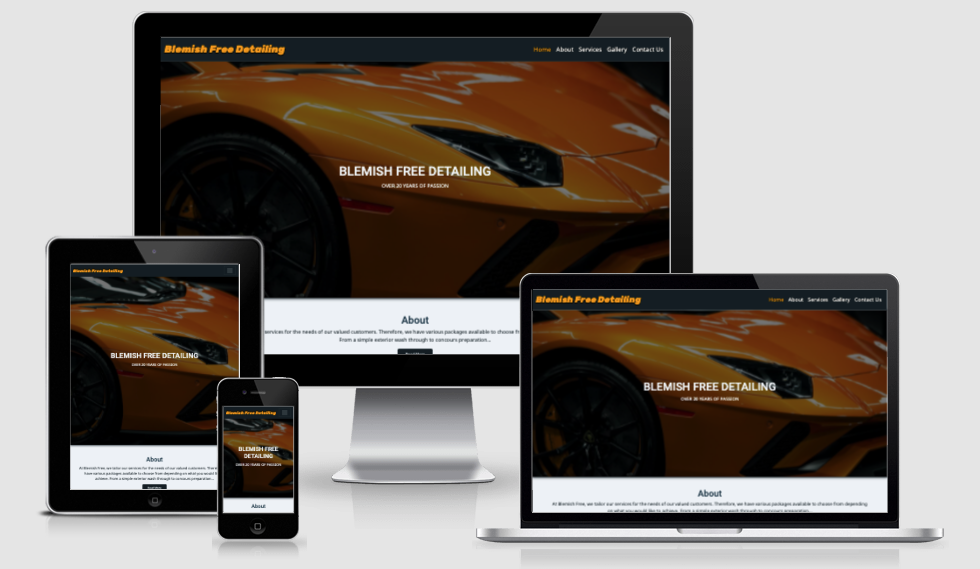 Blemish Free Detailing
Home About Services Gallery Contact Us
BLEMISH FREE DETAILING
OVER 20 YEARS OF PASSION
About
services for the needs of our valued customers. Therefore, we have various packages available to choose fr
From a simple exterior wash through to concours preparation...
Read More
Blemish Free Detailing
BLEMISH FREE DETAILING
OVER 20 YEARS OF PASSION
About
At Blemish Free, we tailor our services for the needs of our valued customers. There
have various packages available to choose from depending on what you would
achieve. From a simple exterior wash through to concours preparation...
Blemish Free Detailing
BLEMISH FREE
DETAILING
OVER 20 YEARS OF PASSION
About
Blemish Free Detailing
Home About Services Gallery Contact Us
BLEMISH FREE DETAILING
OVER 20 YEARS OF PASSION
About
At Blemish Free, we tailor our services for the needs of our valued customers. Therefore, we have various packages available to choose from depending
on what you would like to achieve. From a simple exterior wash through to concours preparation...